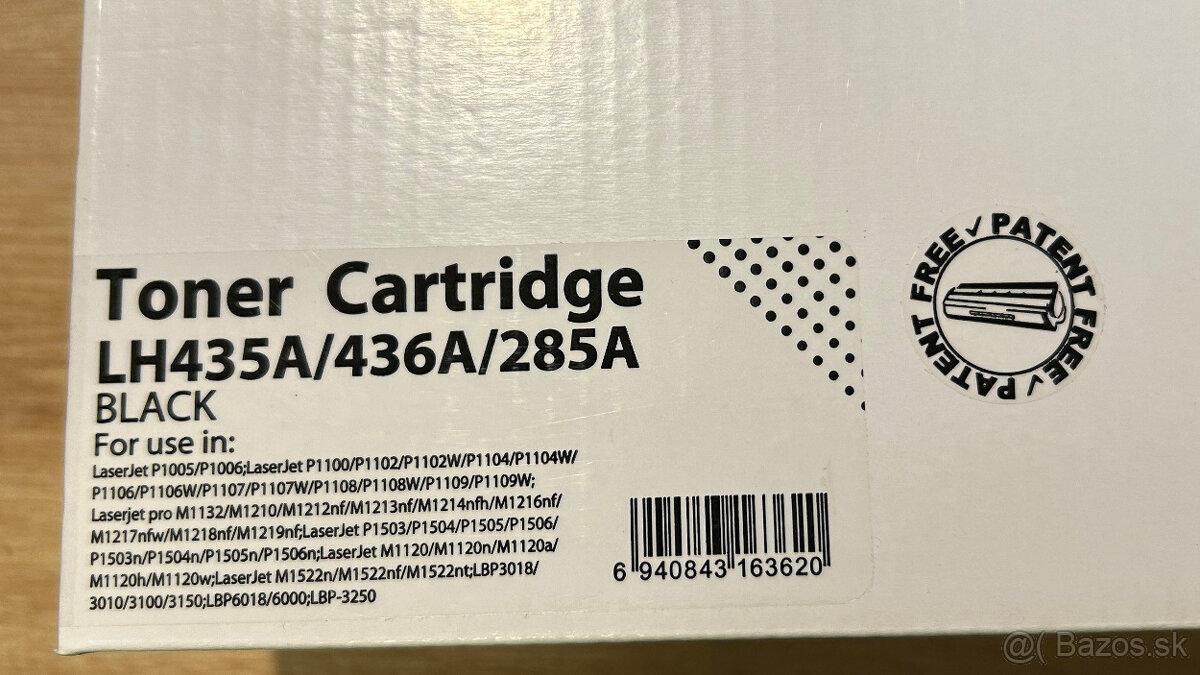 Toner Cartridge
LH435A/436A/285A
BLACK
For use in:
LaserJet P1005/P1006;LaserJet P1100/P1102/P1102W/P1104/P1104W/
P1106/P1106W/P1107/P1107W/P1108/P1108W/P1109/P1109W;
Laserjet pro M1132/M1210/M1212nf/M1213nf/M1214nfh/M1216nf/
M1217nfw/M1218nf/M1219nf;LaserJet P1503/P1504/P1505/P1506/
P1503n/P1504n/P1505n/P1506n;LaserJet M1120/M1120n/M1120a/
M1120h/M1120w;LaserJet M1522n/M1522nf/M1522nt;LBP3018/
3010/3100/3150;LBP6018/6000;LBP-3250
6 940843 163620
PATENT FREE ✓ PATENT FREE ✓
@( Bazos.sk